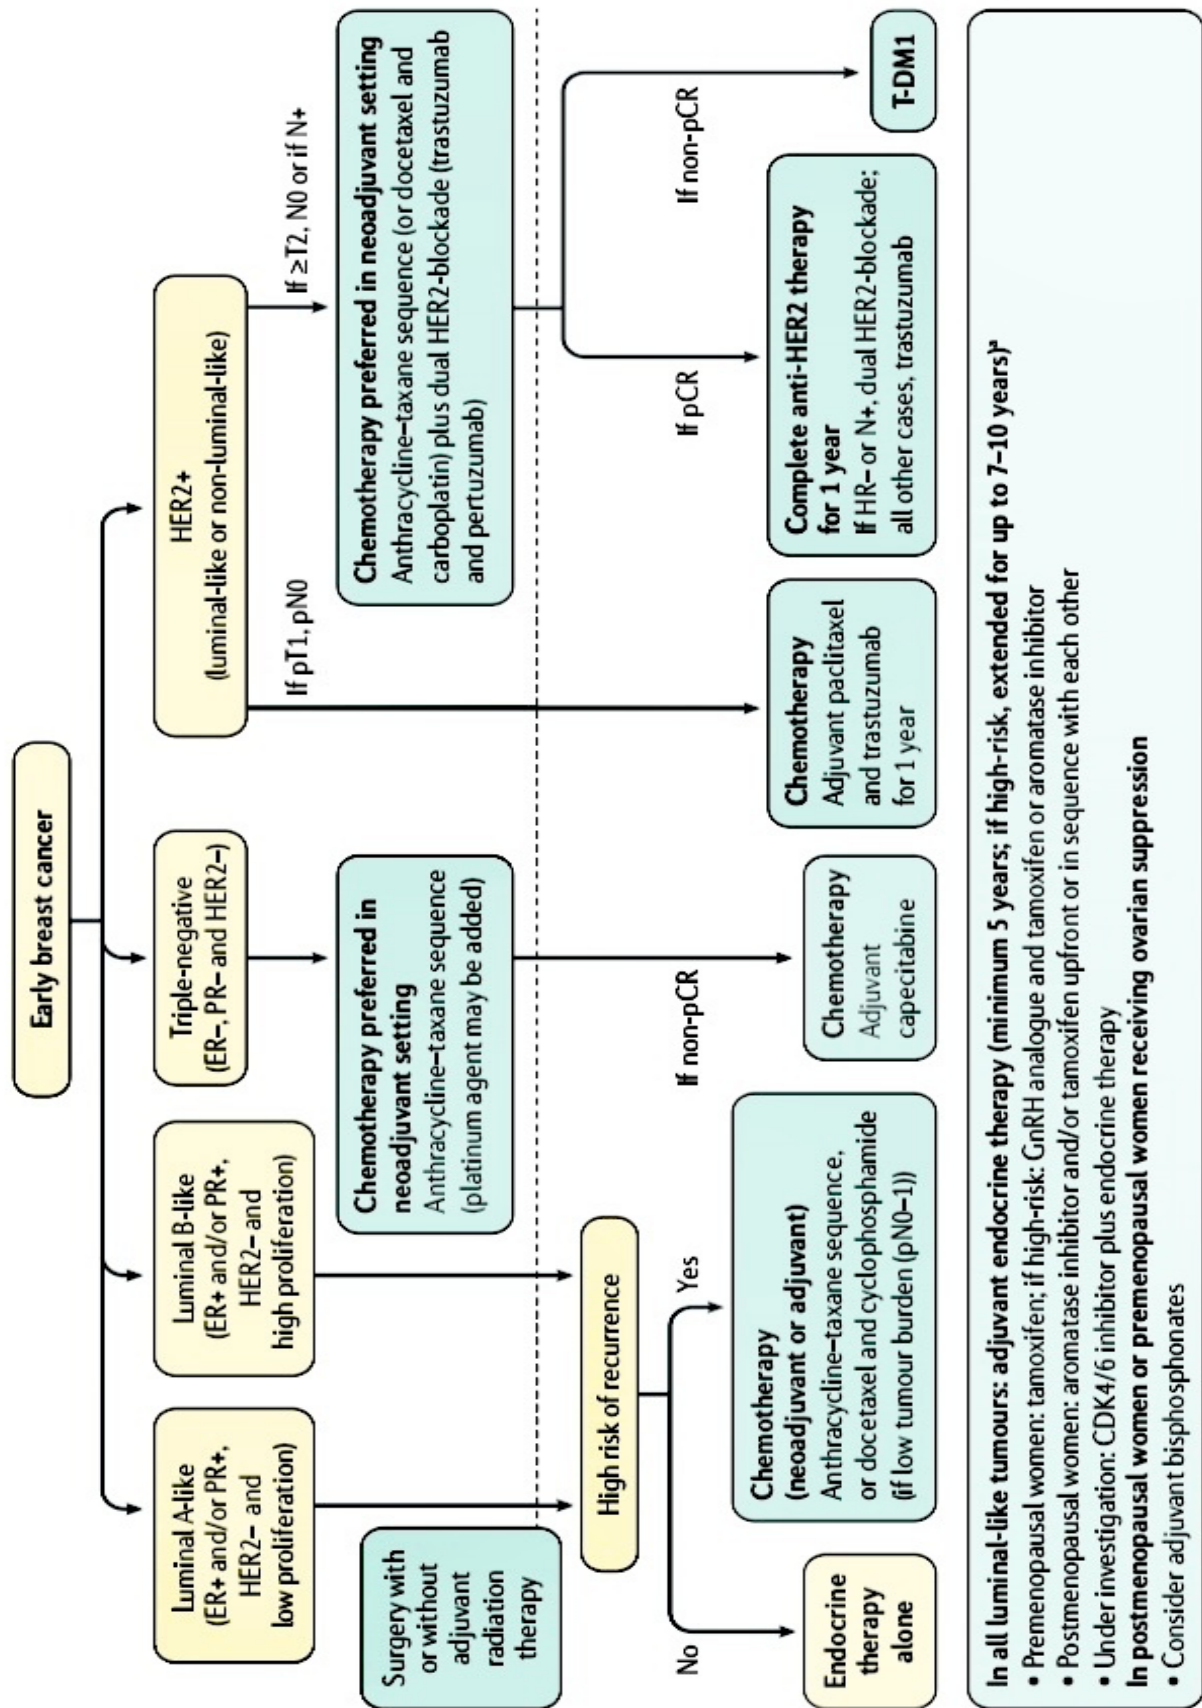 Early breast cancer
Luminal A-like
(ER+ and/or PR+,
HER2− and
low proliferation)
Luminal B-like
(ER+ and/or PR+,
HER2− and
high proliferation)
Triple-negative
(ER−, PR− and HER2−)
HER2+
(luminal-like or non-luminal-like)
If pT1, pN0
If ≥T2, N0 or if N+
Chemotherapy preferred in
neoadjuvant setting
Anthracycline–taxane sequence
(platinum agent may be added)
Chemotherapy preferred in neoadjuvant setting
Anthracycline–taxane sequence (or docetaxel and
carboplatin) plus dual HER2-blockade (trastuzumab
and pertuzumab)
Surgery with
or without
adjuvant
radiation
therapy
High risk of recurrence
No
Yes
If non-pCR
If pCR
If non-pCR
Endocrine
therapy
alone
Chemotherapy
(neoadjuvant or adjuvant)
Anthracycline–taxane sequence,
or docetaxel and cyclophosphamide
(if low tumour burden (pN0–1))
Chemotherapy
Adjuvant
capecitabine
Chemotherapy
Adjuvant paclitaxel
and trastuzumab
for 1 year
Complete anti-HER2 therapy
for 1 year
If HR− or N+, dual HER2-blockade;
all other cases, trastuzumab
T-DM1
In all luminal-like tumours: adjuvant endocrine therapy (minimum 5 years; if high-risk, extended for up to 7–10 years)ª
• Premenopausal women: tamoxifen; if high-risk: GnRH analogue and tamoxifen or aromatase inhibitor
• Postmenopausal women: aromatase inhibitor and/or tamoxifen upfront or in sequence with each other
• Under investigation: CDK4/6 inhibitor plus endocrine therapy
In postmenopausal women or premenopausal women receiving ovarian suppression
• Consider adjuvant bisphosphonates